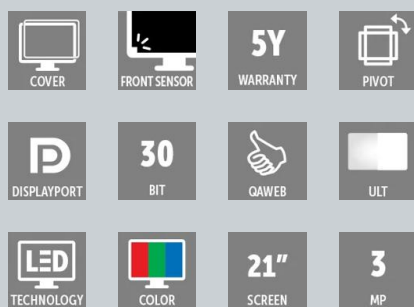 COVER
FRONT SENSOR
5Y
WARRANTY
PIVOT
DISPLAYPORT
30
BIT
QAWEB
ULT
LED
TECHNOLOGY
COLOR
21"
SCREEN
3
MP